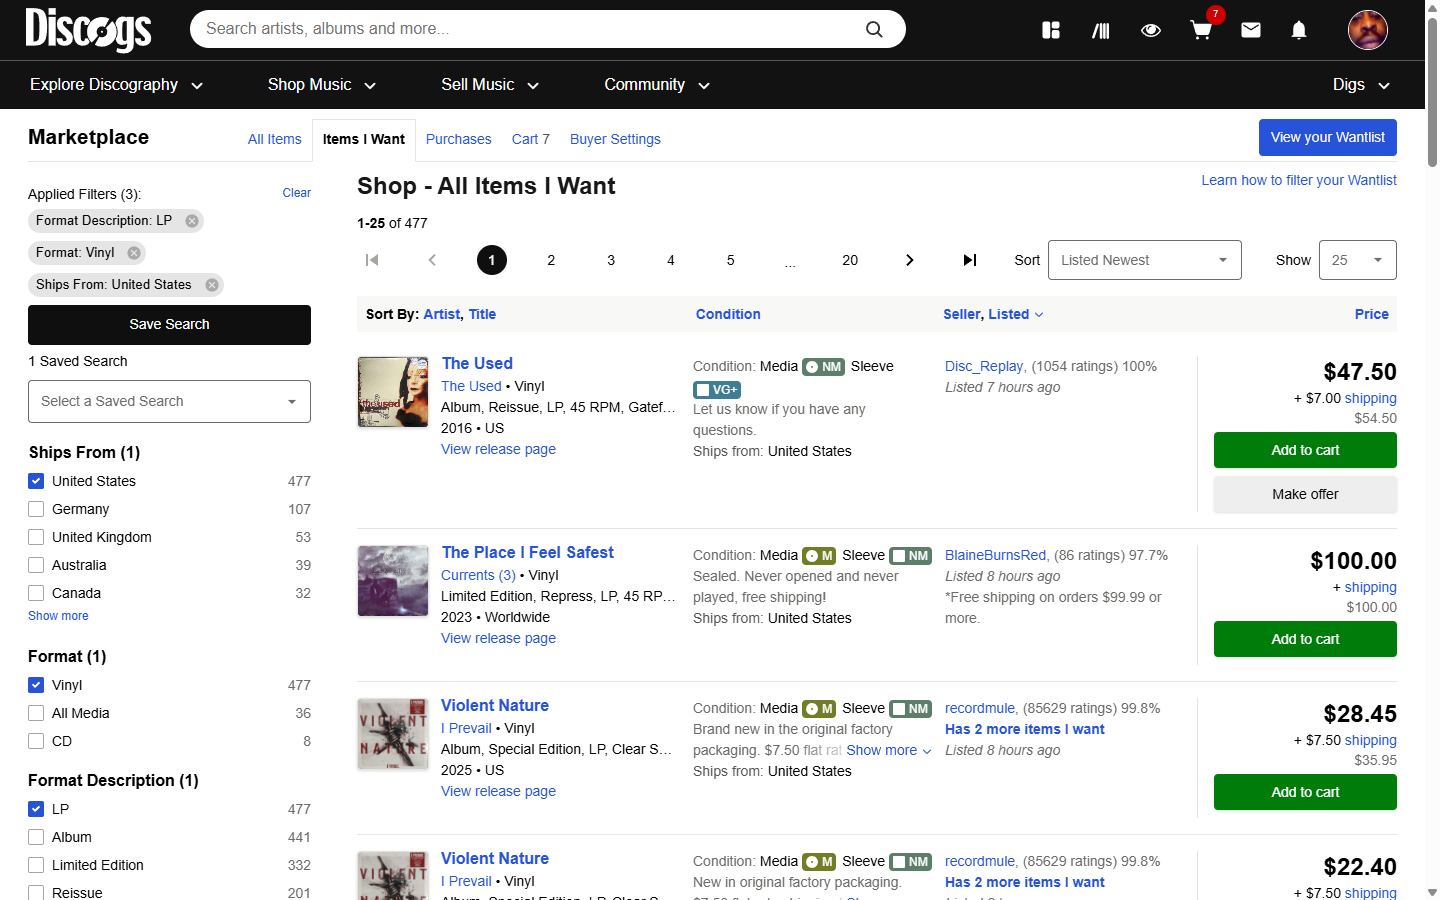 Discogs
Search artists, albums and more...
7
Explore Discography
Shop Music
Sell Music
Community
Digs
Marketplace
All Items
Items I Want
Purchases
Cart 7
Buyer Settings
View your Wantlist
Applied Filters (3):
Clear
Format Description: LP
Format: Vinyl
Ships From: United States
Save Search
1 Saved Search
Select a Saved Search
Ships From (1)
United States 477
Germany 107
United Kingdom 53
Australia 39
Canada 32
Show more
Format (1)
Vinyl 477
All Media 36
CD 8
Format Description (1)
LP 477
Album 441
Limited Edition 332
Reissue 201
Shop - All Items I Want
Learn how to filter your Wantlist
1-25 of 477
1 2 3 4 5 ... 20
Sort Listed Newest
Show 25
Sort By: Artist, Title
Condition
Seller, Listed
Price
The Used
The Used • Vinyl
Album, Reissue, LP, 45 RPM, Gatef...
2016 • US
View release page
Condition: Media NM Sleeve
VG+
Let us know if you have any
questions.
Ships from: United States
Disc_Replay, (1054 ratings) 100%
Listed 7 hours ago
$47.50
+ $7.00 shipping
$54.50
Add to cart
Make offer
The Place I Feel Safest
Currents (3) • Vinyl
Limited Edition, Repress, LP, 45 RP...
2023 • Worldwide
View release page
Condition: Media M Sleeve NM
Sealed. Never opened and never
played, free shipping!
Ships from: United States
BlaineBurnsRed, (86 ratings) 97.7%
Listed 8 hours ago
*Free shipping on orders $99.99 or
more.
$100.00
+ shipping
$100.00
Add to cart
VIOLENT
NATURE
Violent Nature
I Prevail • Vinyl
Album, Special Edition, LP, Clear S...
2025 • US
View release page
Condition: Media M Sleeve NM
Brand new in the original factory
packaging. $7.50 flat rat Show more
Ships from: United States
recordmule, (85629 ratings) 99.8%
Has 2 more items I want
Listed 8 hours ago
$28.45
+ $7.50 shipping
$35.95
Add to cart
VIOLENT
NATURE
Violent Nature
I Prevail • Vinyl
Condition: Media M Sleeve NM
New in original factory packaging.
recordmule, (85629 ratings) 99.8%
Has 2 more items I want
$22.40
+ $7.50 shipping